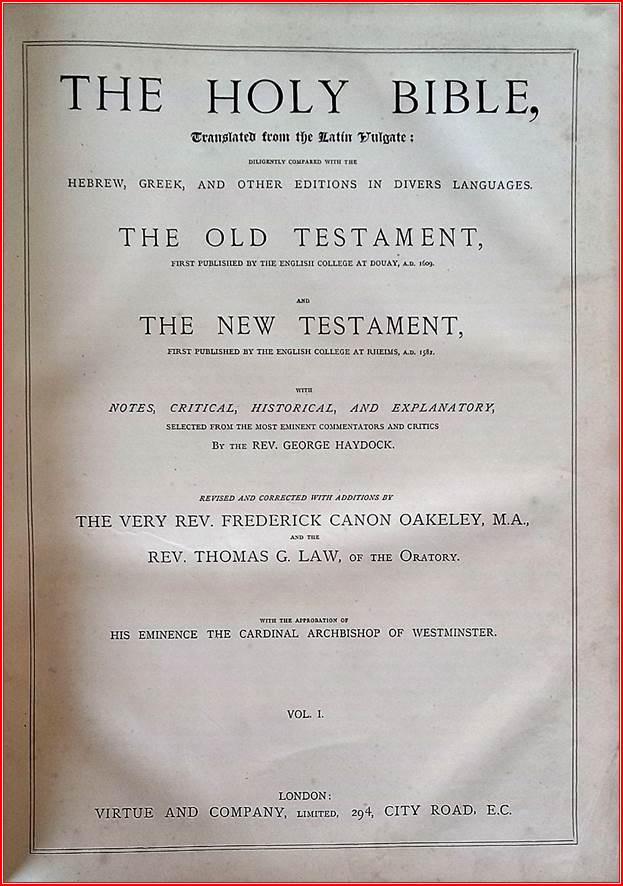 THE HOLY BIBLE,
Translated from the Latin Vulgate:
DILIGENTLY COMPARED WITH THE
HEBREW, GREEK, AND OTHER EDITIONS IN DIVERS LANGUAGES.
THE OLD TESTAMENT,
FIRST PUBLISHED BY THE ENGLISH COLLEGE AT DOUAY, A.D. 1609.
AND
THE NEW TESTAMENT,
FIRST PUBLISHED BY THE ENGLISH COLLEGE AT RHEIMS, A.D. 1582.
WITH
NOTES, CRITICAL, HISTORICAL, AND EXPLANATORY,
SELECTED FROM THE MOST EMINENT COMMENTATORS AND CRITICS
BY THE REV. GEORGE HAYDOCK.
REVISED AND CORRECTED WITH ADDITIONS BY
THE VERY REV. FREDERICK CANON OAKELEY, M.A.,
AND THE
REV. THOMAS G. LAW, OF THE ORATORY.
WITH THE APPROBATION OF
HIS EMINENCE THE CARDINAL ARCHBISHOP OF WESTMINSTER.
VOL. I.
LONDON:
VIRTUE AND COMPANY, LIMITED, 294, CITY ROAD, E.C.